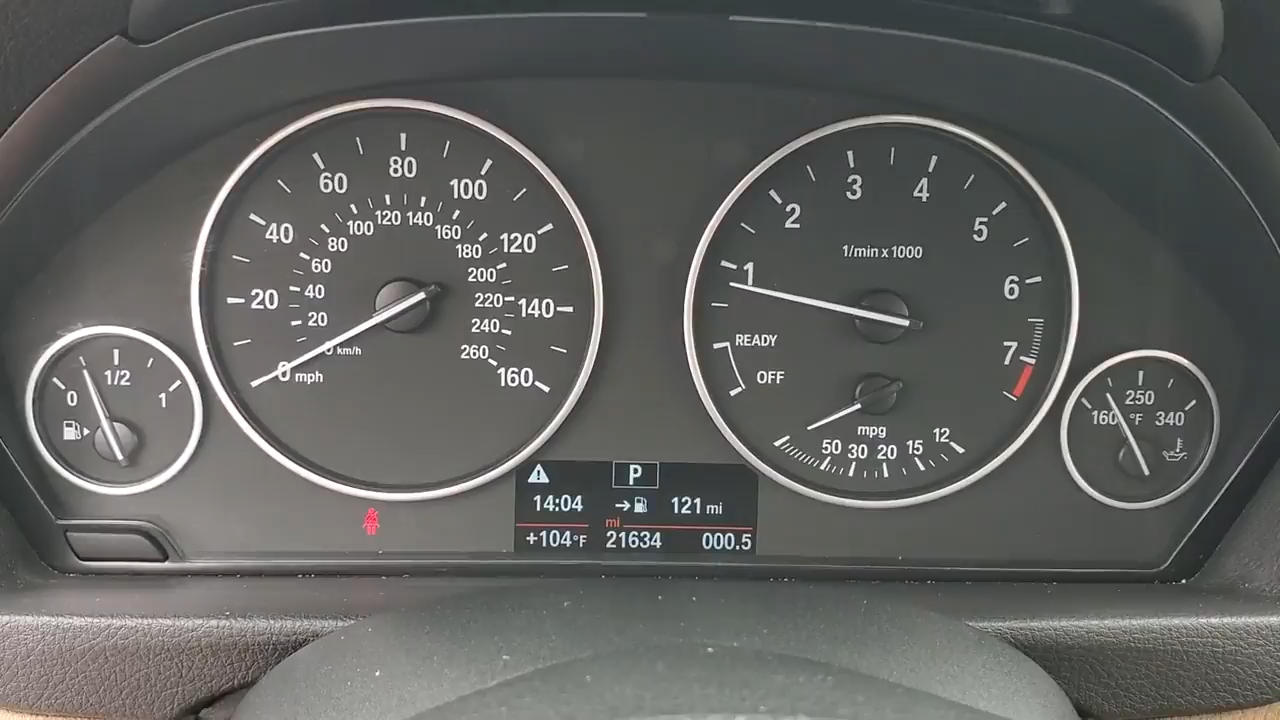 0
1/2
1
0 mph
20
40
60
80
100
120
140
160
0 km/h
20
40
60
80
100
120
140
160
180
200
220
240
260
1
2
3
4
5
6
7
1/min x 1000
READY
OFF
mpg
50 30 20 15 12
160 250 340
°F
P
14:04 121 mi
mi
+104°F 21634 000.5